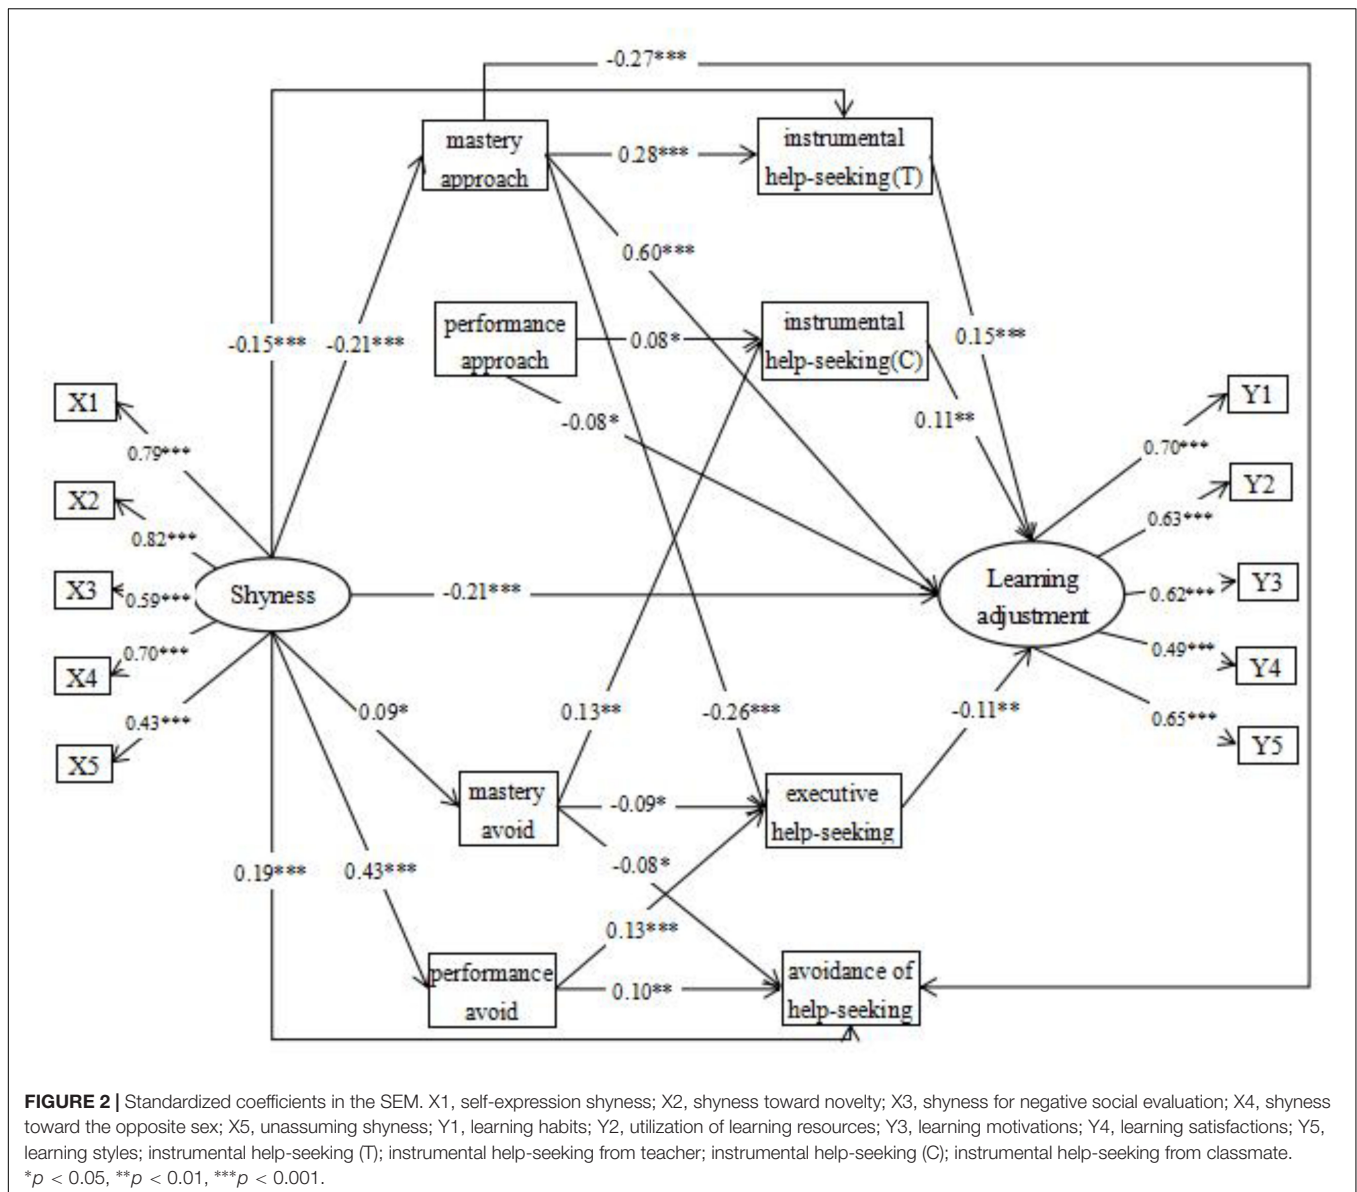 -0.27***
mastery
approach
0.28***
instrumental
help-seeking(T)
0.60***
performance
approach
0.08*
instrumental
help-seeking(C)
-0.15***
-0.21***
0.15***
-0.08*
0.11**
X1
0.79***
X2
0.82***
X3
0.59***
X4
0.70***
X5
0.43***
Shyness
-0.21***
Learning
adjustment
Y1
0.70***
Y2
0.63***
Y3
0.62***
Y4
0.49***
Y5
0.65***
0.09*
0.13**
-0.26***
-0.11**
mastery
avoid
-0.09*
executive
help-seeking
0.19***
0.43***
-0.08*
0.13***
performance
avoid
0.10**
avoidance of
help-seeking
FIGURE 2 | Standardized coefficients in the SEM. X1, self-expression shyness; X2, shyness toward novelty; X3, shyness for negative social evaluation; X4, shyness
toward the opposite sex; X5, unassuming shyness; Y1, learning habits; Y2, utilization of learning resources; Y3, learning motivations; Y4, learning satisfactions; Y5,
learning styles; instrumental help-seeking (T); instrumental help-seeking from teacher; instrumental help-seeking (C); instrumental help-seeking from classmate.
*p < 0.05, **p < 0.01, ***p < 0.001.